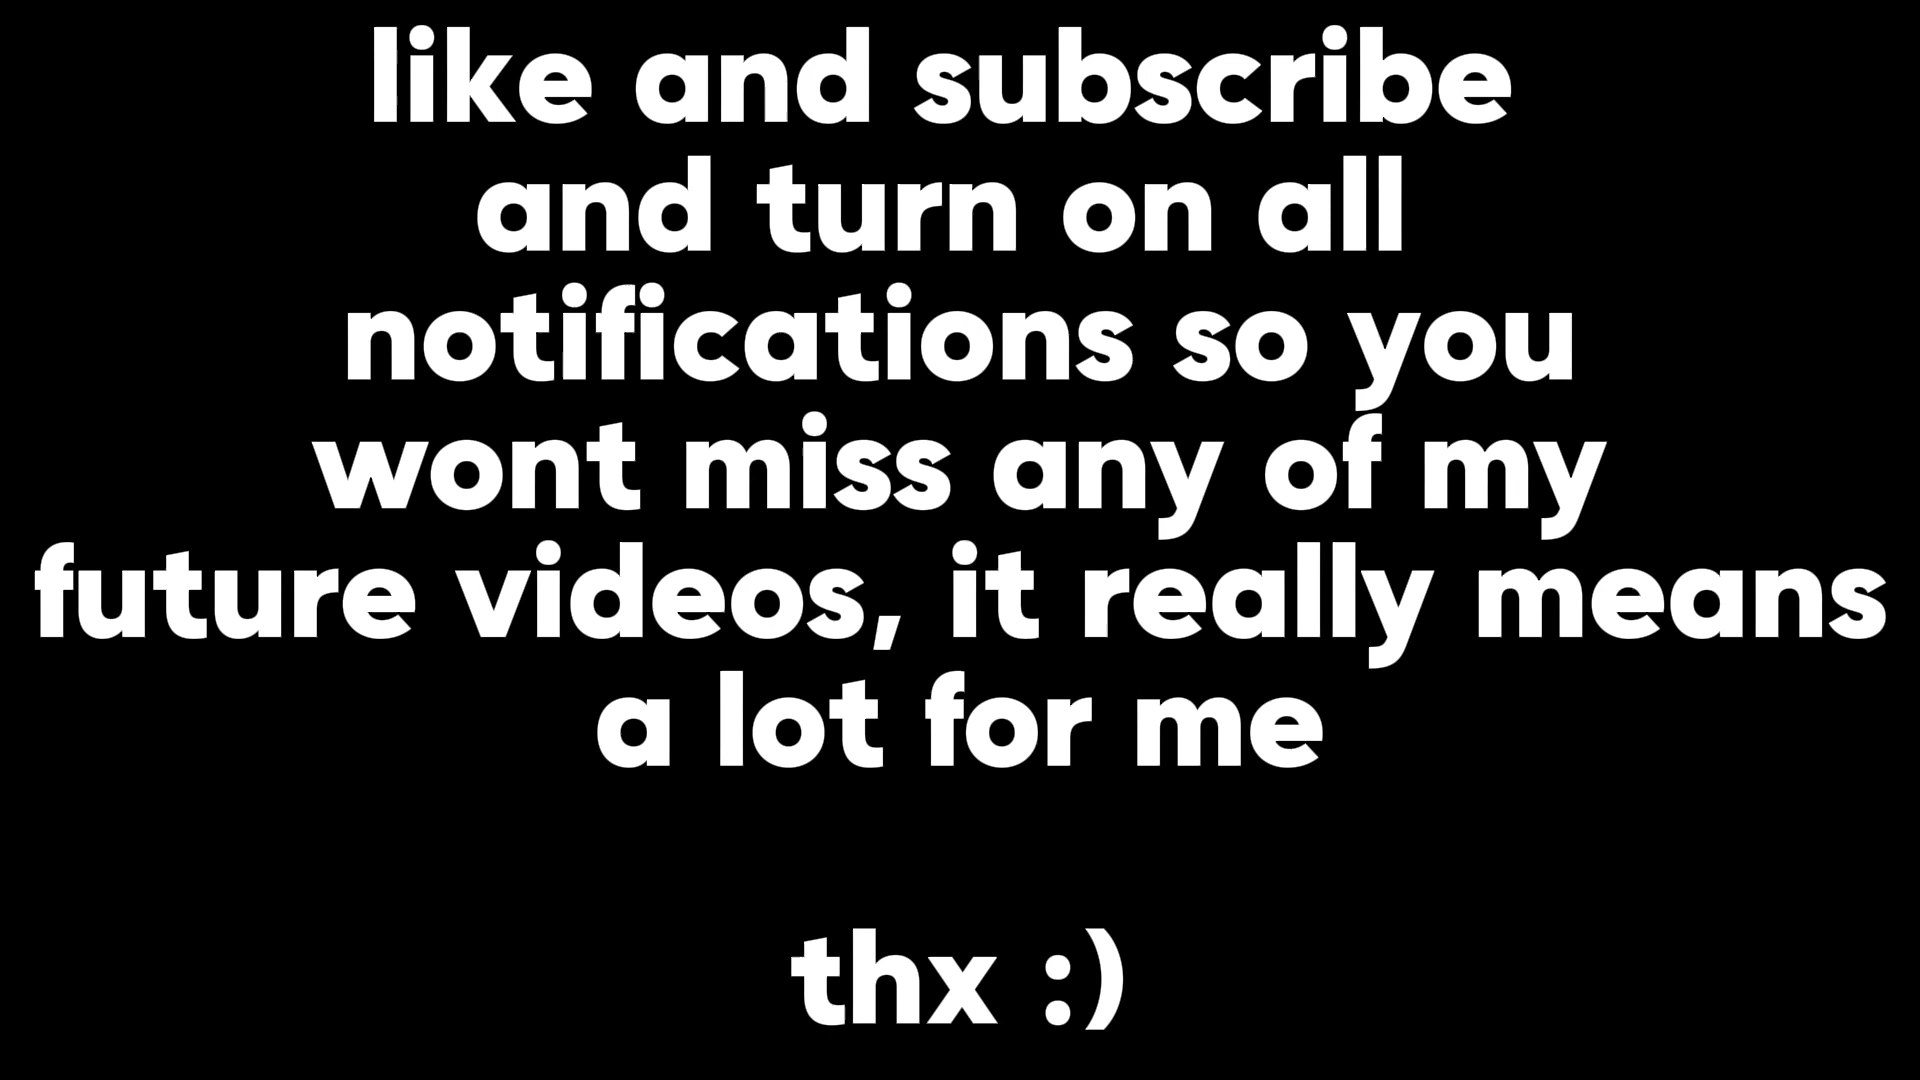 like and subscribe
and turn on all
notifications so you
wont miss any of my
future videos, it really means
a lot for me
thx :)